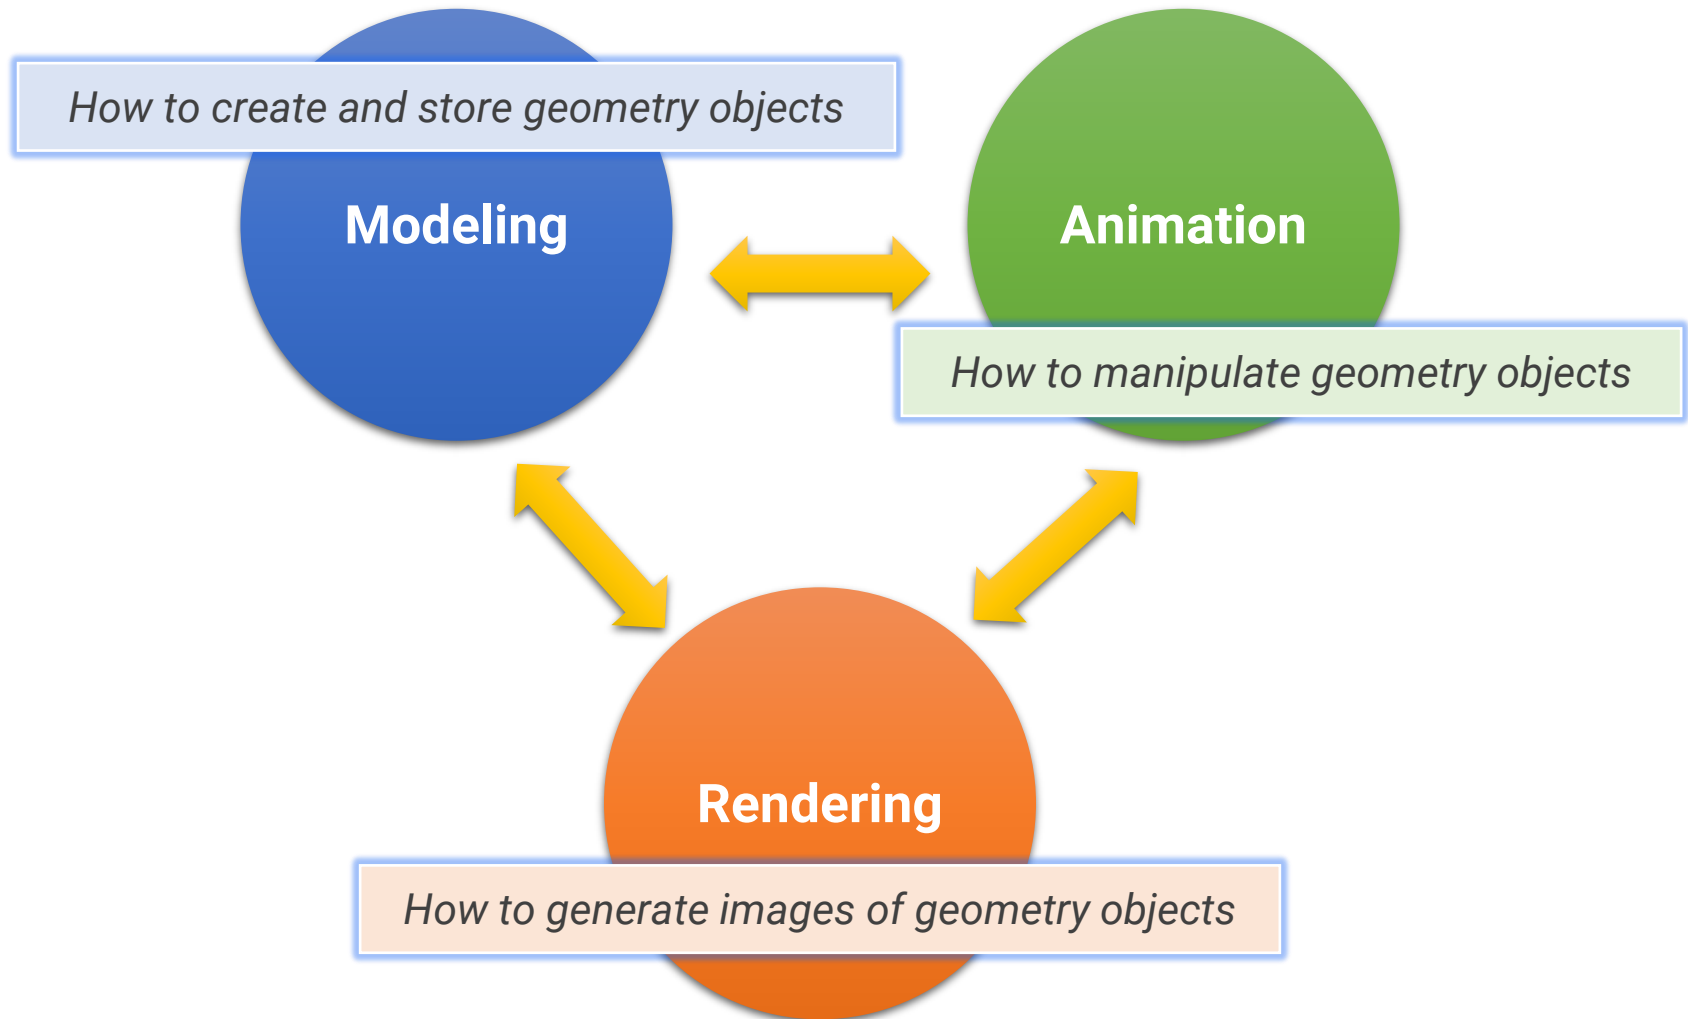 How to create and store geometry objects
Modeling
Animation
How to manipulate geometry objects
Rendering
How to generate images of geometry objects